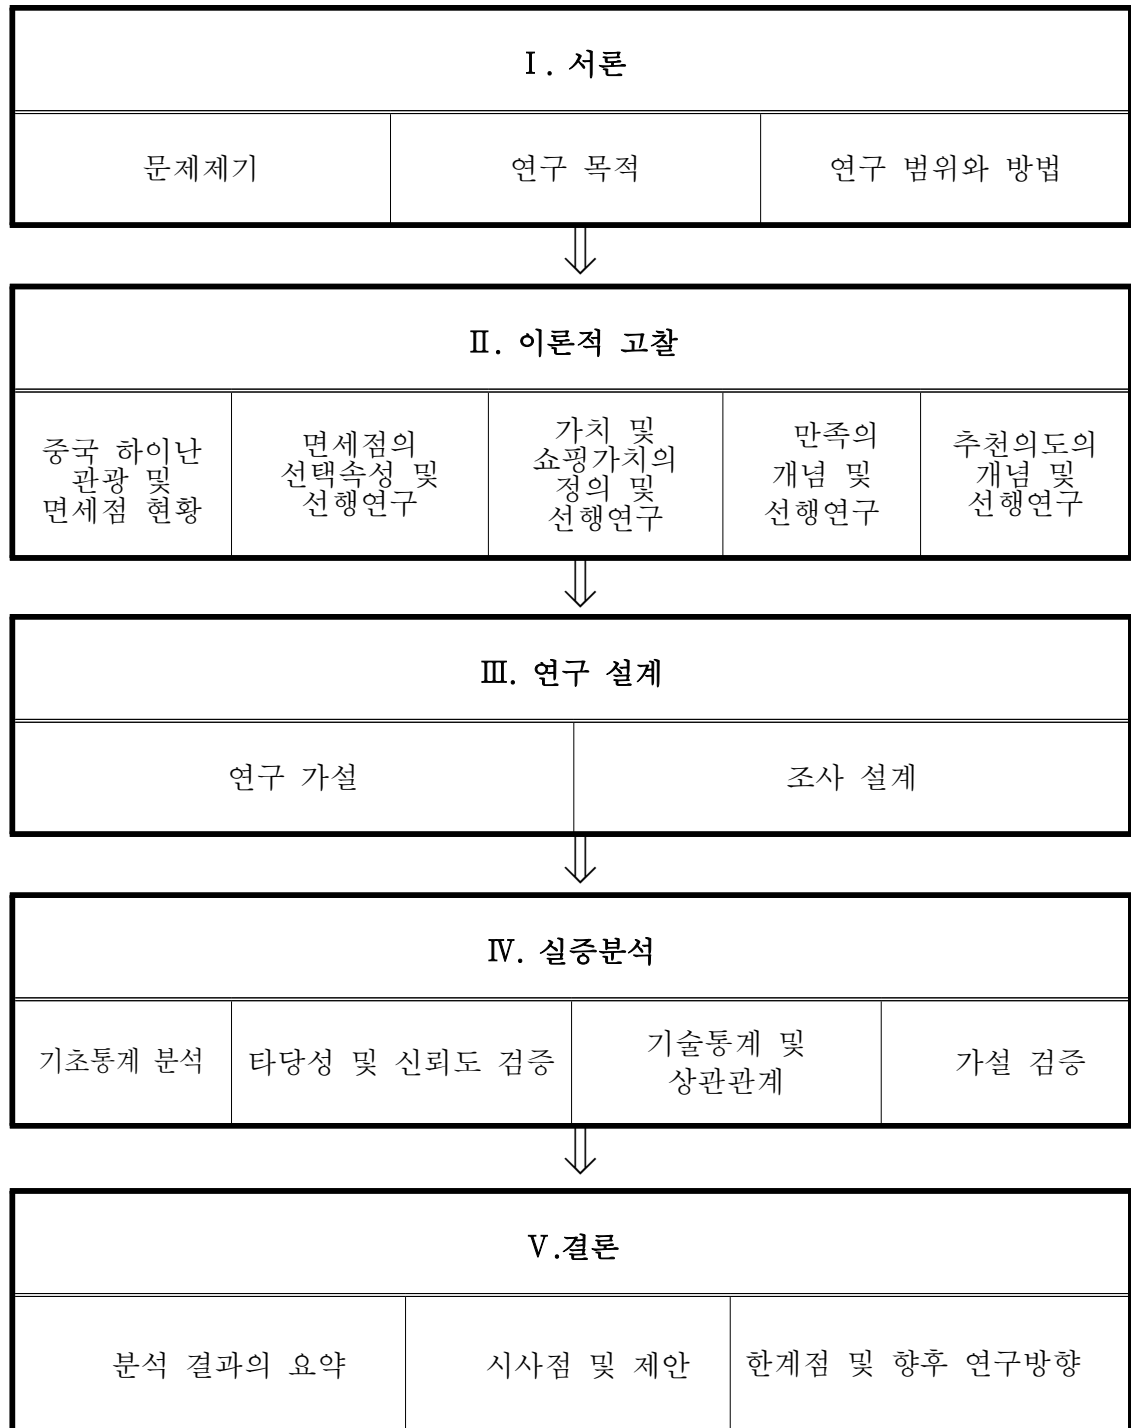 Ⅰ. 서론
문제제기
연구 목적
연구 범위와 방법
Ⅱ. 이론적 고찰
중국 하이난
관광 및
면세점 현황
면세점의
선택속성 및
선행연구
가치 및
쇼핑가치의
정의 및
선행연구
만족의
개념 및
선행연구
추천의도의
개념 및
선행연구
Ⅲ. 연구 설계
연구 가설
조사 설계
Ⅳ. 실증분석
기초통계 분석
타당성 및 신뢰도 검증
기술통계 및
상관관계
가설 검증
Ⅴ.결론
분석 결과의 요약
시사점 및 제안
한계점 및 향후 연구방향